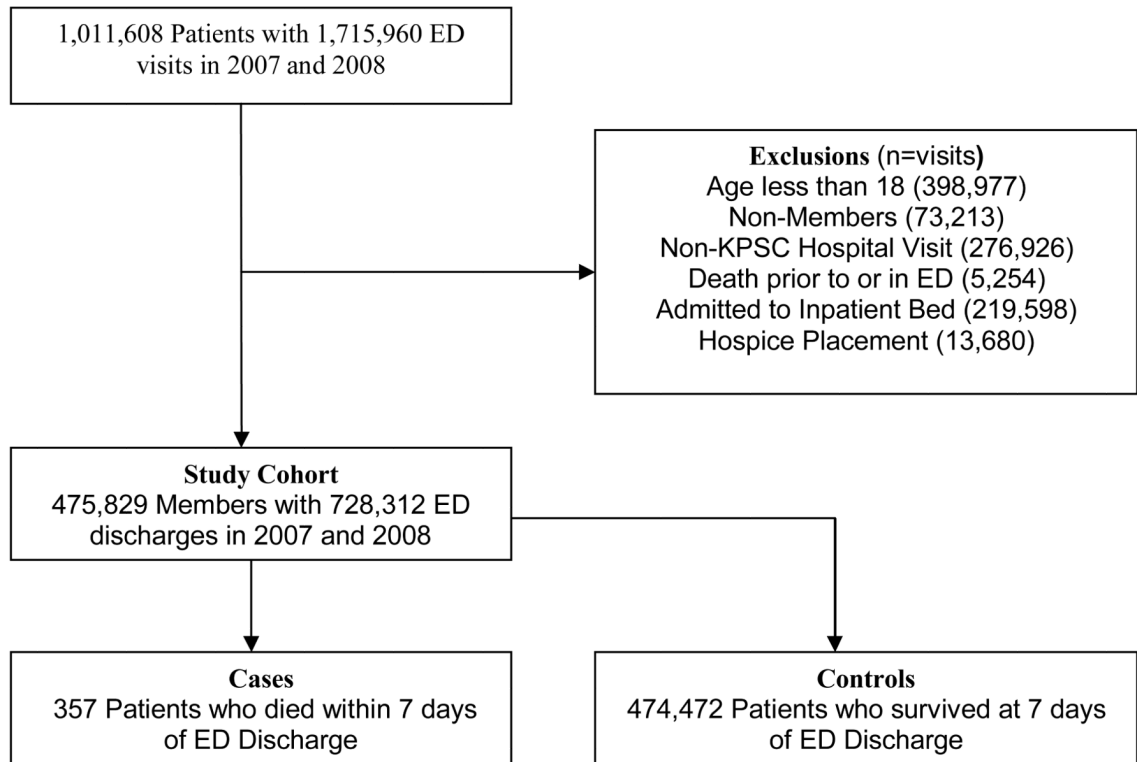 1,011,608 Patients with 1,715,960 ED
visits in 2007 and 2008
Exclusions (n=visits)
Age less than 18 (398,977)
Non-Members (73,213)
Non-KPSC Hospital Visit (276,926)
Death prior to or in ED (5,254)
Admitted to Inpatient Bed (219,598)
Hospice Placement (13,680)
Study Cohort
475,829 Members with 728,312 ED
discharges in 2007 and 2008
Cases
357 Patients who died within 7 days
of ED Discharge
Controls
474,472 Patients who survived at 7 days
of ED Discharge